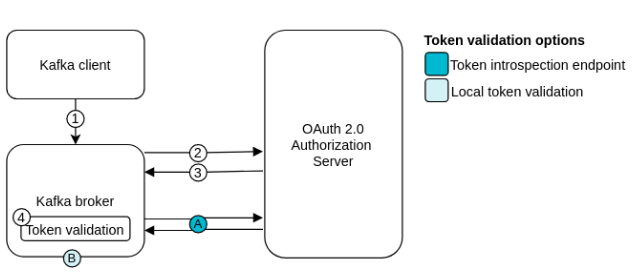 Kafka client
1
Kafka broker
4
Token validation
B
2
3
A
OAuth 2.0
Authorization
Server
Token validation options
Token introspection endpoint
Local token validation